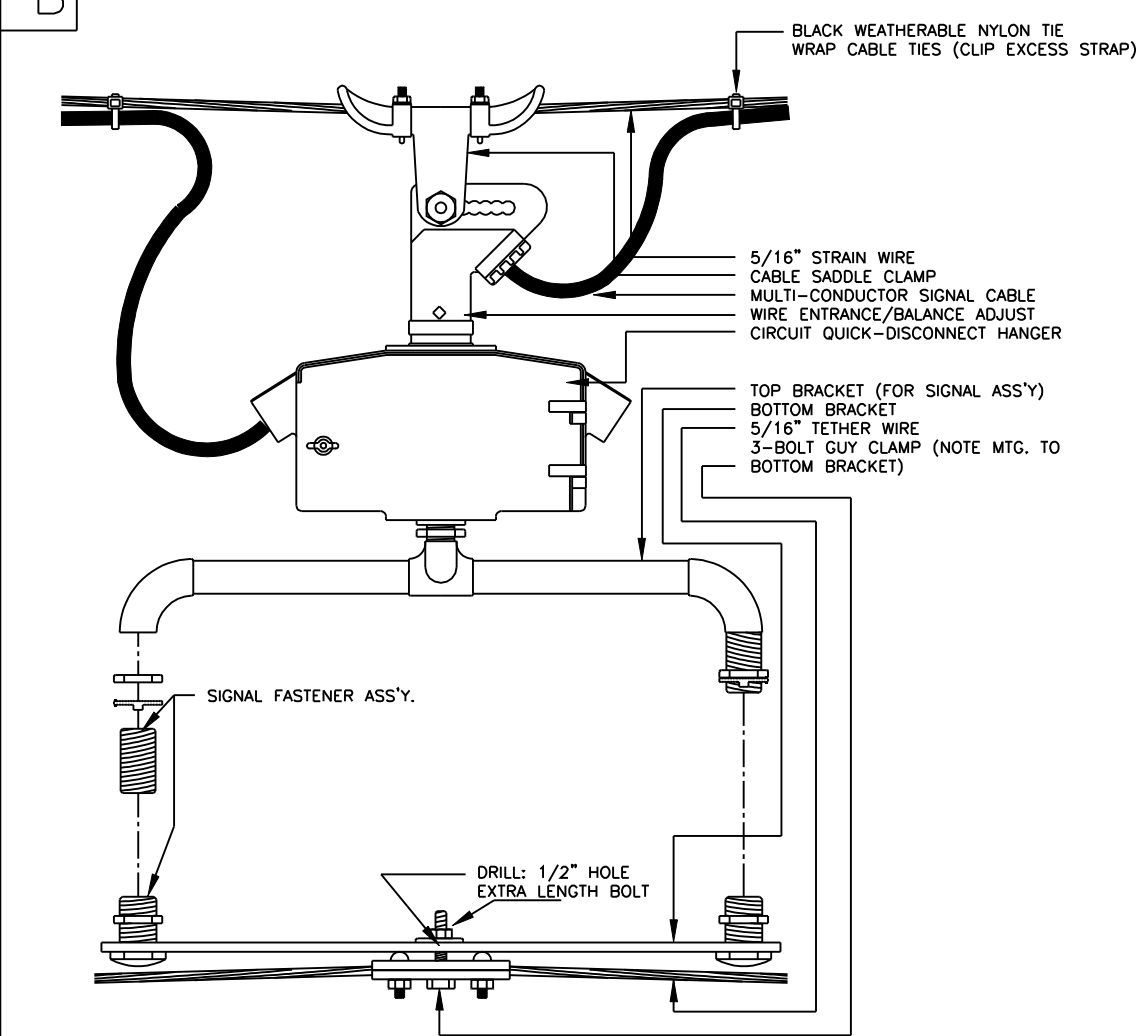 BLACK WEATHERABLE NYLON TIE
WRAP CABLE TIES (CLIP EXCESS STRAP)
5/16" STRAIN WIRE
CABLE SADDLE CLAMP
MULTI-CONDUCTOR SIGNAL CABLE
WIRE ENTRANCE/BALANCE ADJUST
CIRCUIT QUICK-DISCONNECT HANGER
TOP BRACKET (FOR SIGNAL ASS'Y)
BOTTOM BRACKET
5/16" TETHER WIRE
3-BOLT GUY CLAMP (NOTE MTG. TO
BOTTOM BRACKET)
SIGNAL FASTENER ASS'Y.
DRILL: 1/2" HOLE
EXTRA LENGTH BOLT